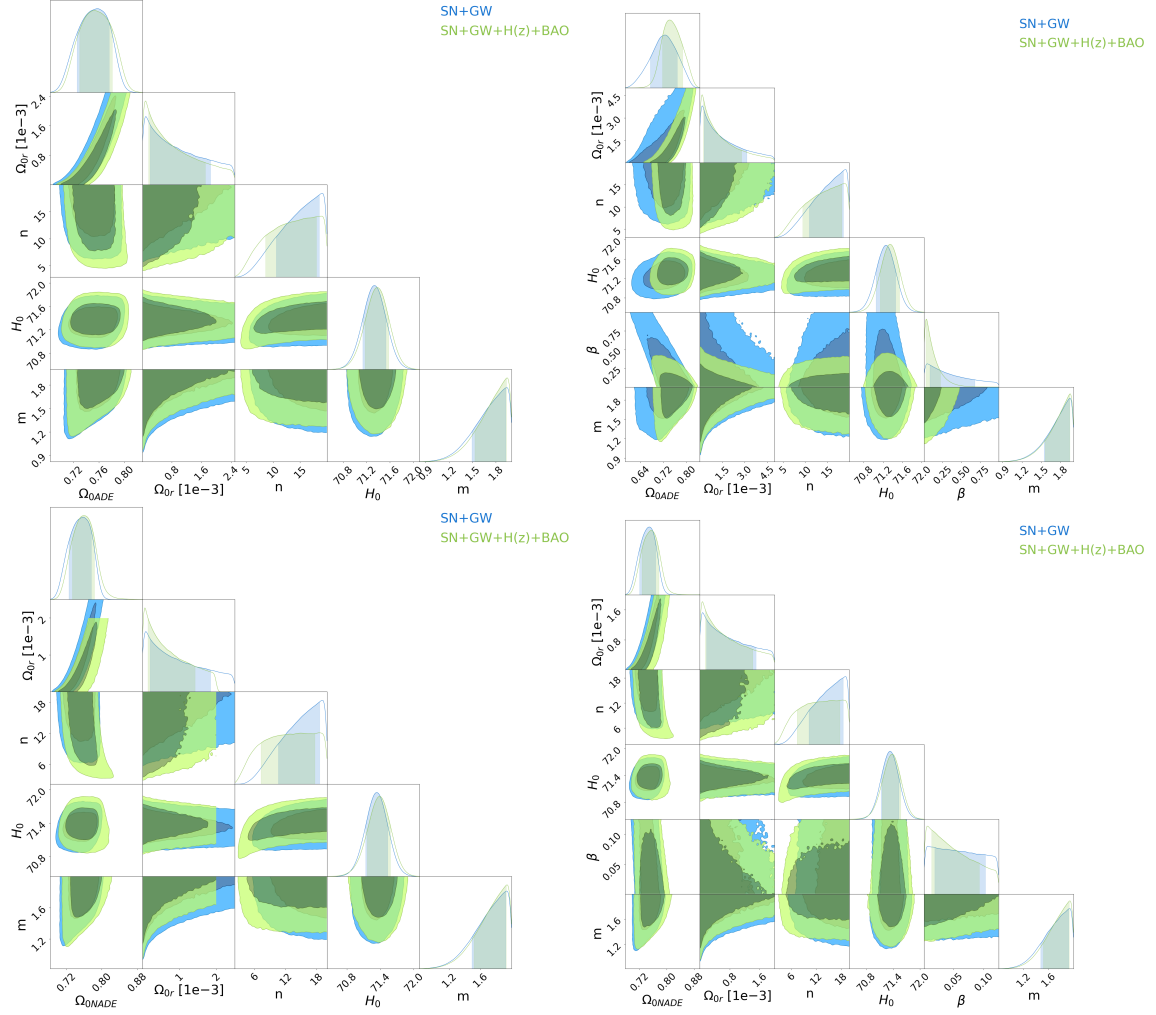 SN+GW
SN+GW+H(z)+BAO
Ω0r [1e−3]
2.4
1.6
0.8
n
15
10
5
H0
72.0
71.6
71.2
70.8
m
1.8
1.5
1.2
0.9
0.72 0.76 0.80
0.8 1.6 2.4
5 10 15
70.8 71.2 71.6 72.0
0.9 1.2 1.5 1.8
Ω0ADE Ω0r [1e−3] n H0 m
SN+GW
SN+GW+H(z)+BAO
Ω0r [1e−3]
4.5
3.0
1.5
n
15
10
5
H0
72.0
71.6
71.2
70.8
β
0.75
0.50
0.25
m
1.8
1.5
1.2
0.9
0.64 0.72 0.80
1.5 3.0 4.5
5 10 15
70.8 71.2 71.6 72.0
0.25 0.50 0.75
0.9 1.2 1.5 1.8
Ω0ADE Ω0r [1e−3] n H0 β m
SN+GW
SN+GW+H(z)+BAO
Ω0r [1e−3]
2
1
n
18
12
6
H0
72.0
71.4
70.8
m
1.6
1.2
0.72 0.80 0.88
1 2
6 12 18
70.8 71.4 72.0
1.2 1.6
Ω0NADE Ω0r [1e−3] n H0 m
SN+GW
SN+GW+H(z)+BAO
Ω0r [1e−3]
1.6
0.8
n
18
12
6
H0
72.0
71.4
70.8
β
0.10
0.05
m
1.6
1.2
0.72 0.80 0.88
0.8 1.6
6 12 18
70.8 71.4 72.0
0.05 0.10
1.2 1.6
Ω0NADE Ω0r [1e−3] n H0 β m